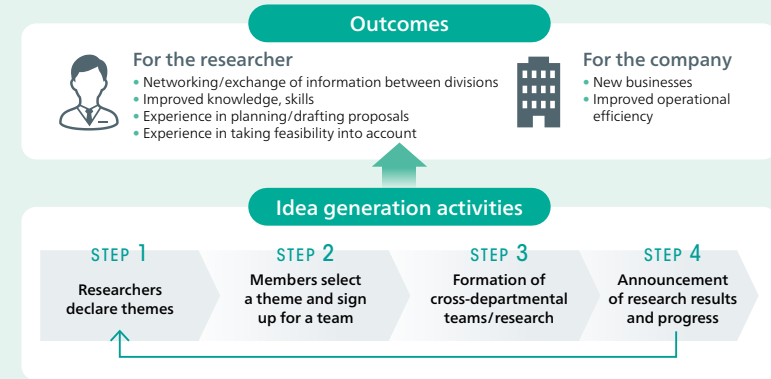 Outcomes
For the researcher
• Networking/exchange of information between divisions
• Improved knowledge, skills
• Experience in planning/drafting proposals
• Experience in taking feasibility into account
For the company
• New businesses
• Improved operational
efficiency
Idea generation activities
STEP 1
Researchers
declare themes
STEP 2
Members select
a theme and sign
up for a team
STEP 3
Formation of
cross-departmental
teams/research
STEP 4
Announcement
of research results
and progress